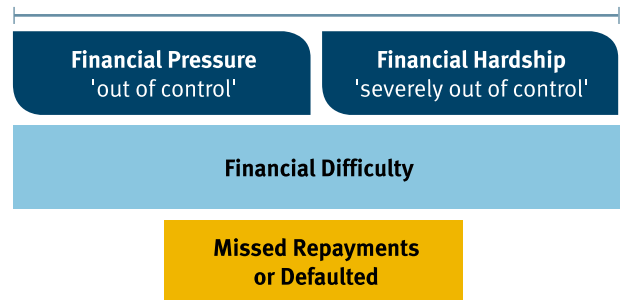 Financial Pressure
'out of control'
Financial Hardship
'severely out of control'
Financial Difficulty
Missed Repayments
or Defaulted